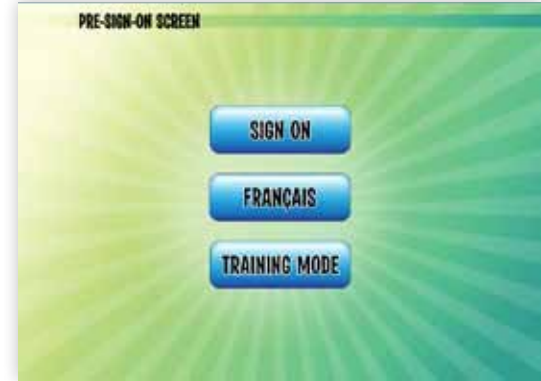 PRE-SIGN-ON SCREEN
SIGN ON
FRANÇAIS
TRAINING MODE